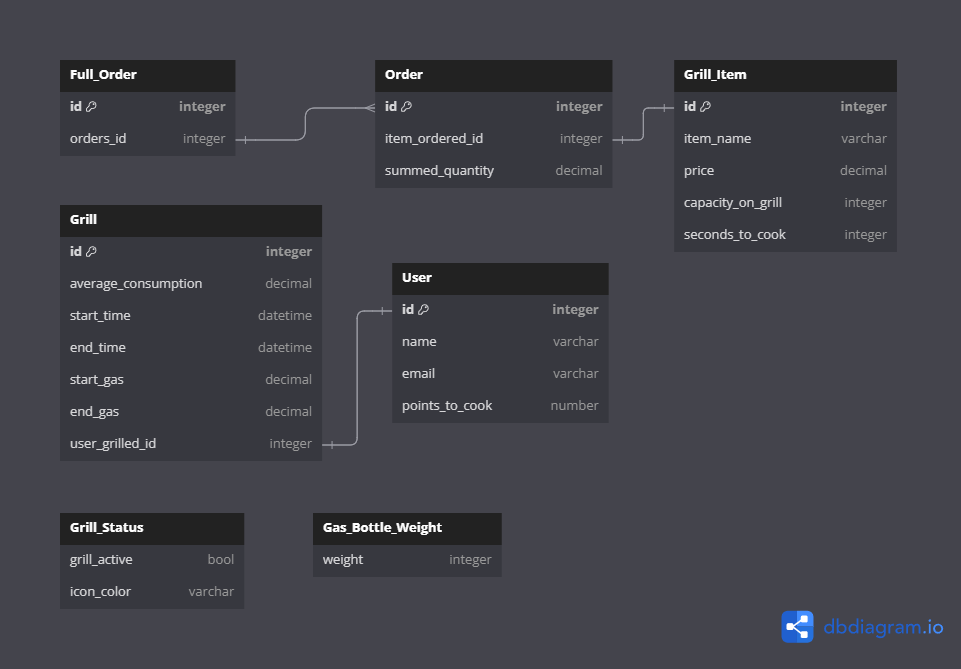 Full_Order
id integer
orders_id integer
Order
id integer
item_ordered_id integer
summed_quantity decimal
Grill_Item
id integer
item_name varchar
price decimal
capacity_on_grill integer
seconds_to_cook integer
Grill
id integer
average_consumption decimal
start_time datetime
end_time datetime
start_gas decimal
end_gas decimal
user_grilled_id integer
User
id integer
name varchar
email varchar
points_to_cook number
Grill_Status
grill_active bool
icon_color varchar
Gas_Bottle_Weight
weight integer
dbdiagram.io